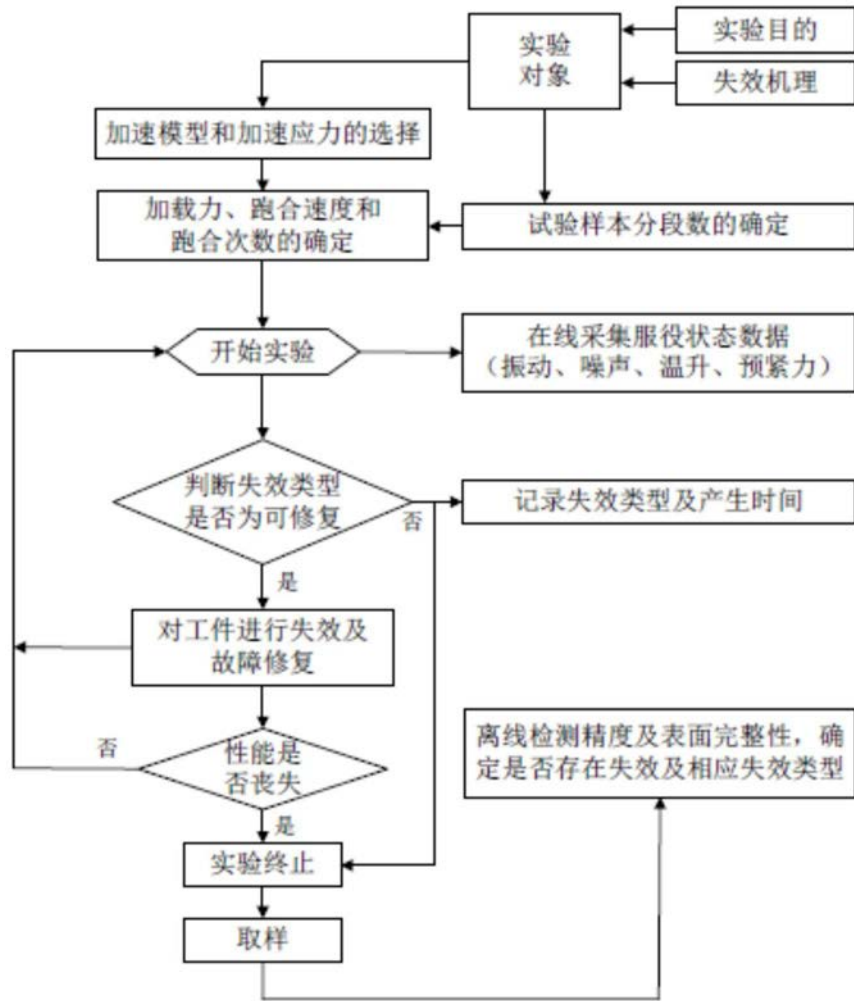 实验目的
实验
对象
失效机理
加速模型和加速应力的选择
加载力、跑合速度和
跑合次数的确定
试验样本分段数的确定
开始实验
在线采集服役状态数据
（振动、噪声、温升、预紧力）
判断失效类型
是否为可修复
否
记录失效类型及产生时间
是
对工件进行失效及
故障修复
否
性能是
否丧失
离线检测精度及表面完整性，确
定是否存在失效及相应失效类型
是
实验终止
取样